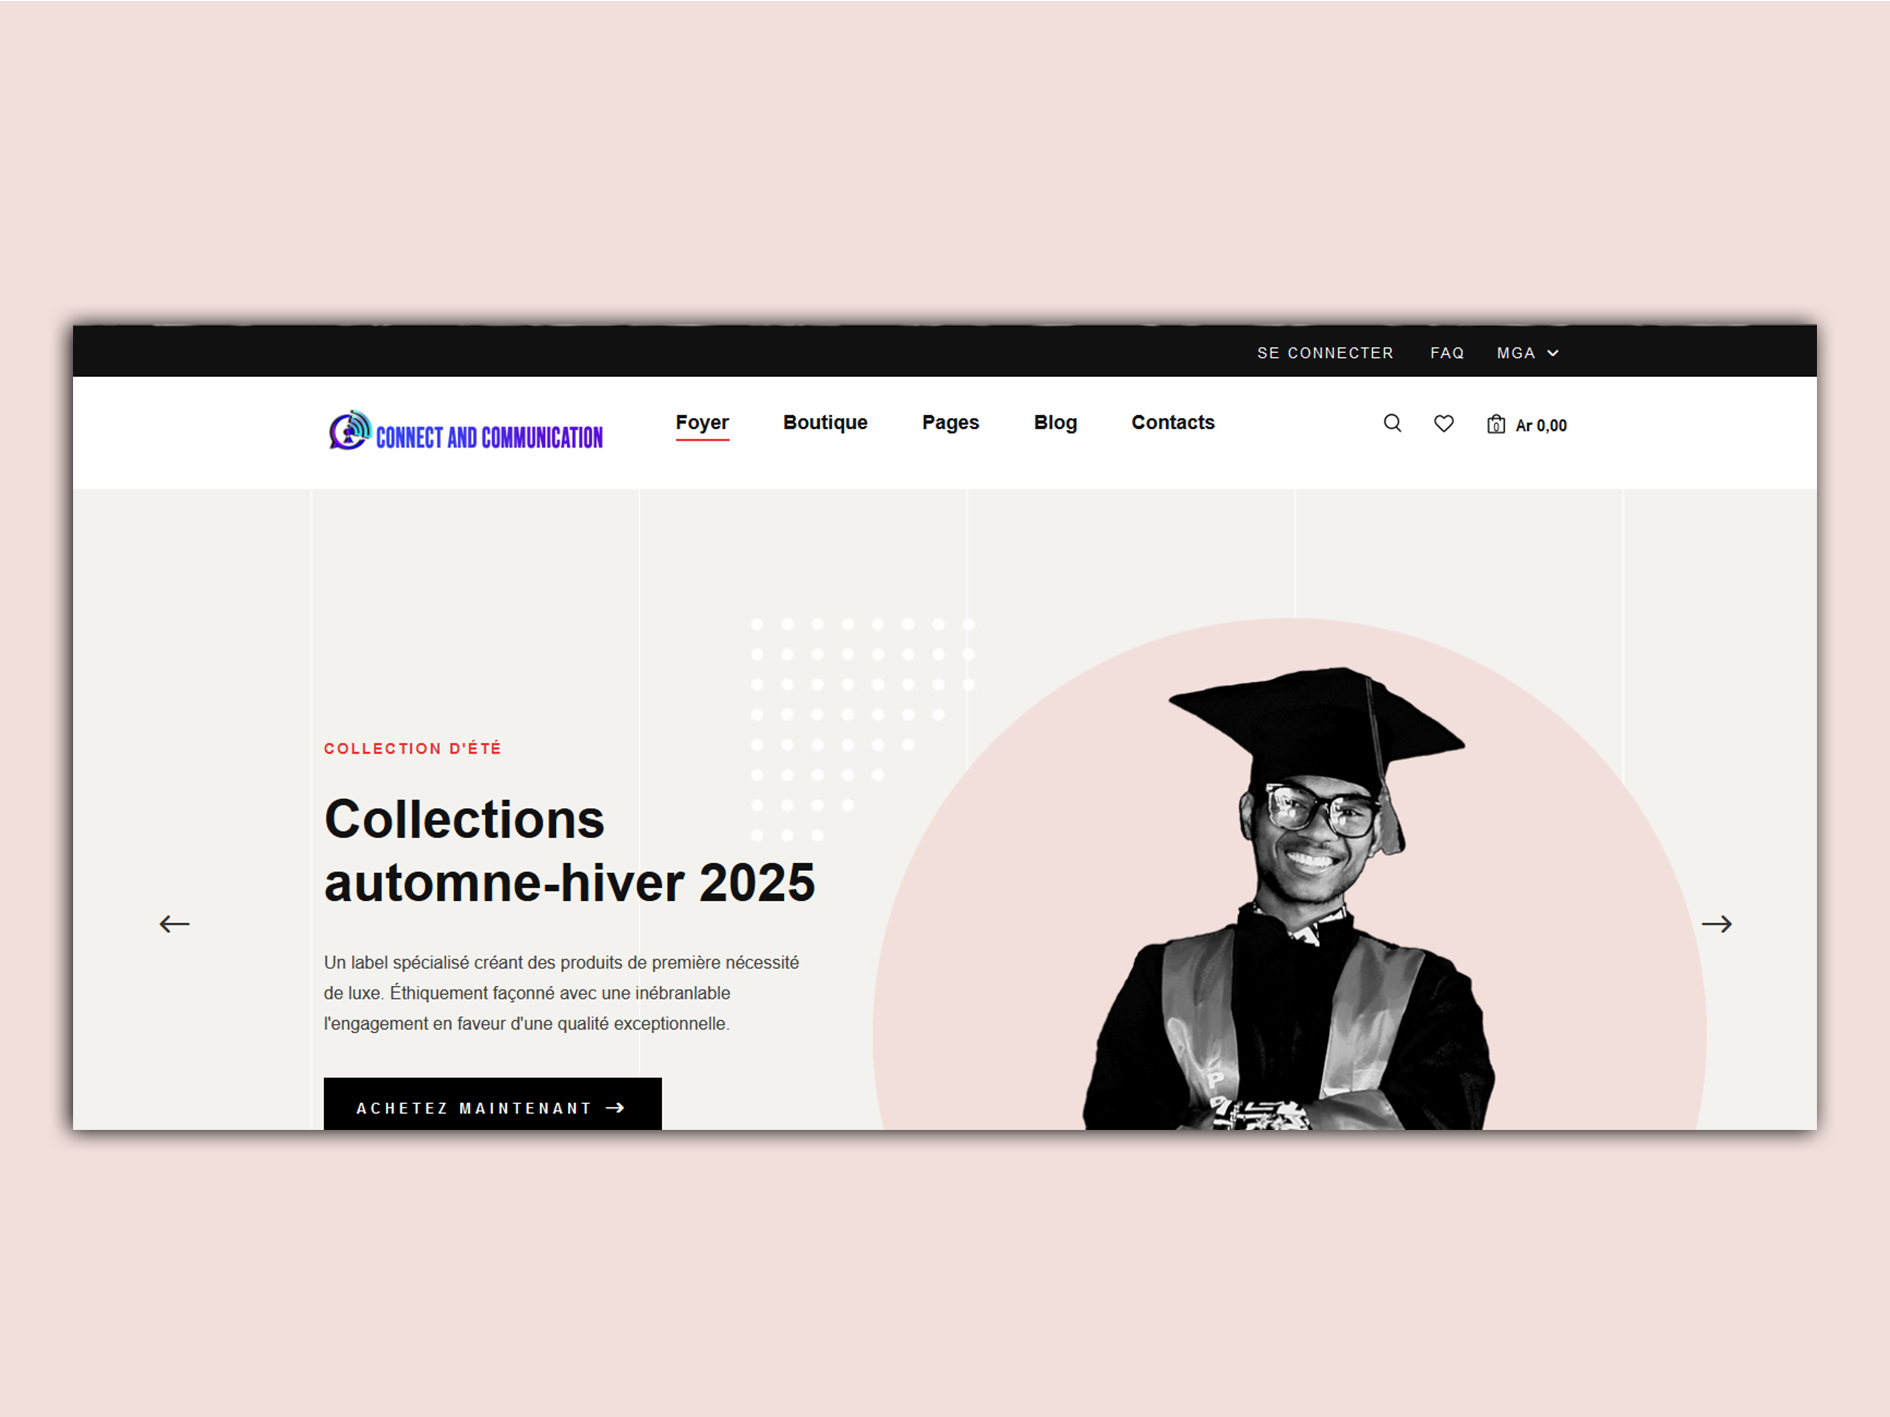 SE CONNECTER FAQ MGA
CONNECT AND COMMUNICATION
Foyer Boutique Pages Blog Contacts
0 Ar 0,00
COLLECTION D'ÉTÉ
Collections
automne-hiver 2025
Un label spécialisé créant des produits de première nécessité
de luxe. Éthiquement façonné avec une inébranlable
l'engagement en faveur d'une qualité exceptionnelle.
ACHETEZ MAINTENANT